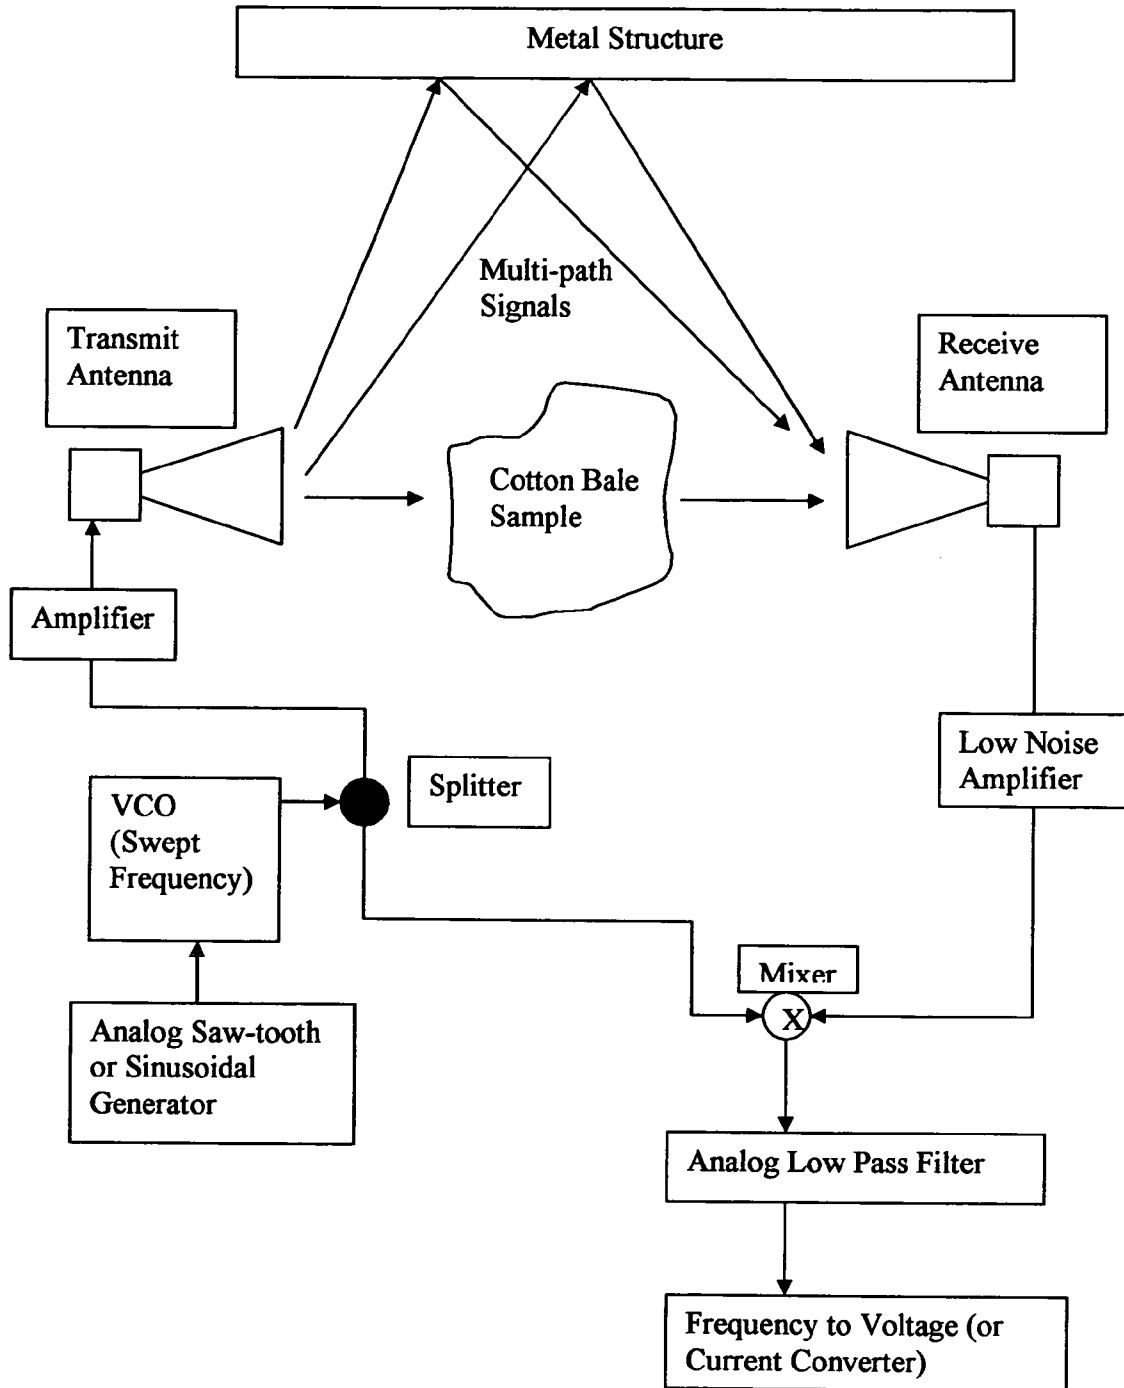 Metal Structure
Multi-path
Signals
Transmit
Antenna
Receive
Antenna
Cotton Bale
Sample
Amplifier
Low Noise
Amplifier
VCO
(Swept
Frequency)
Splitter
Mixer
X
Analog Saw-tooth
or Sinusoidal
Generator
Analog Low Pass Filter
Frequency to Voltage (or
Current Converter)